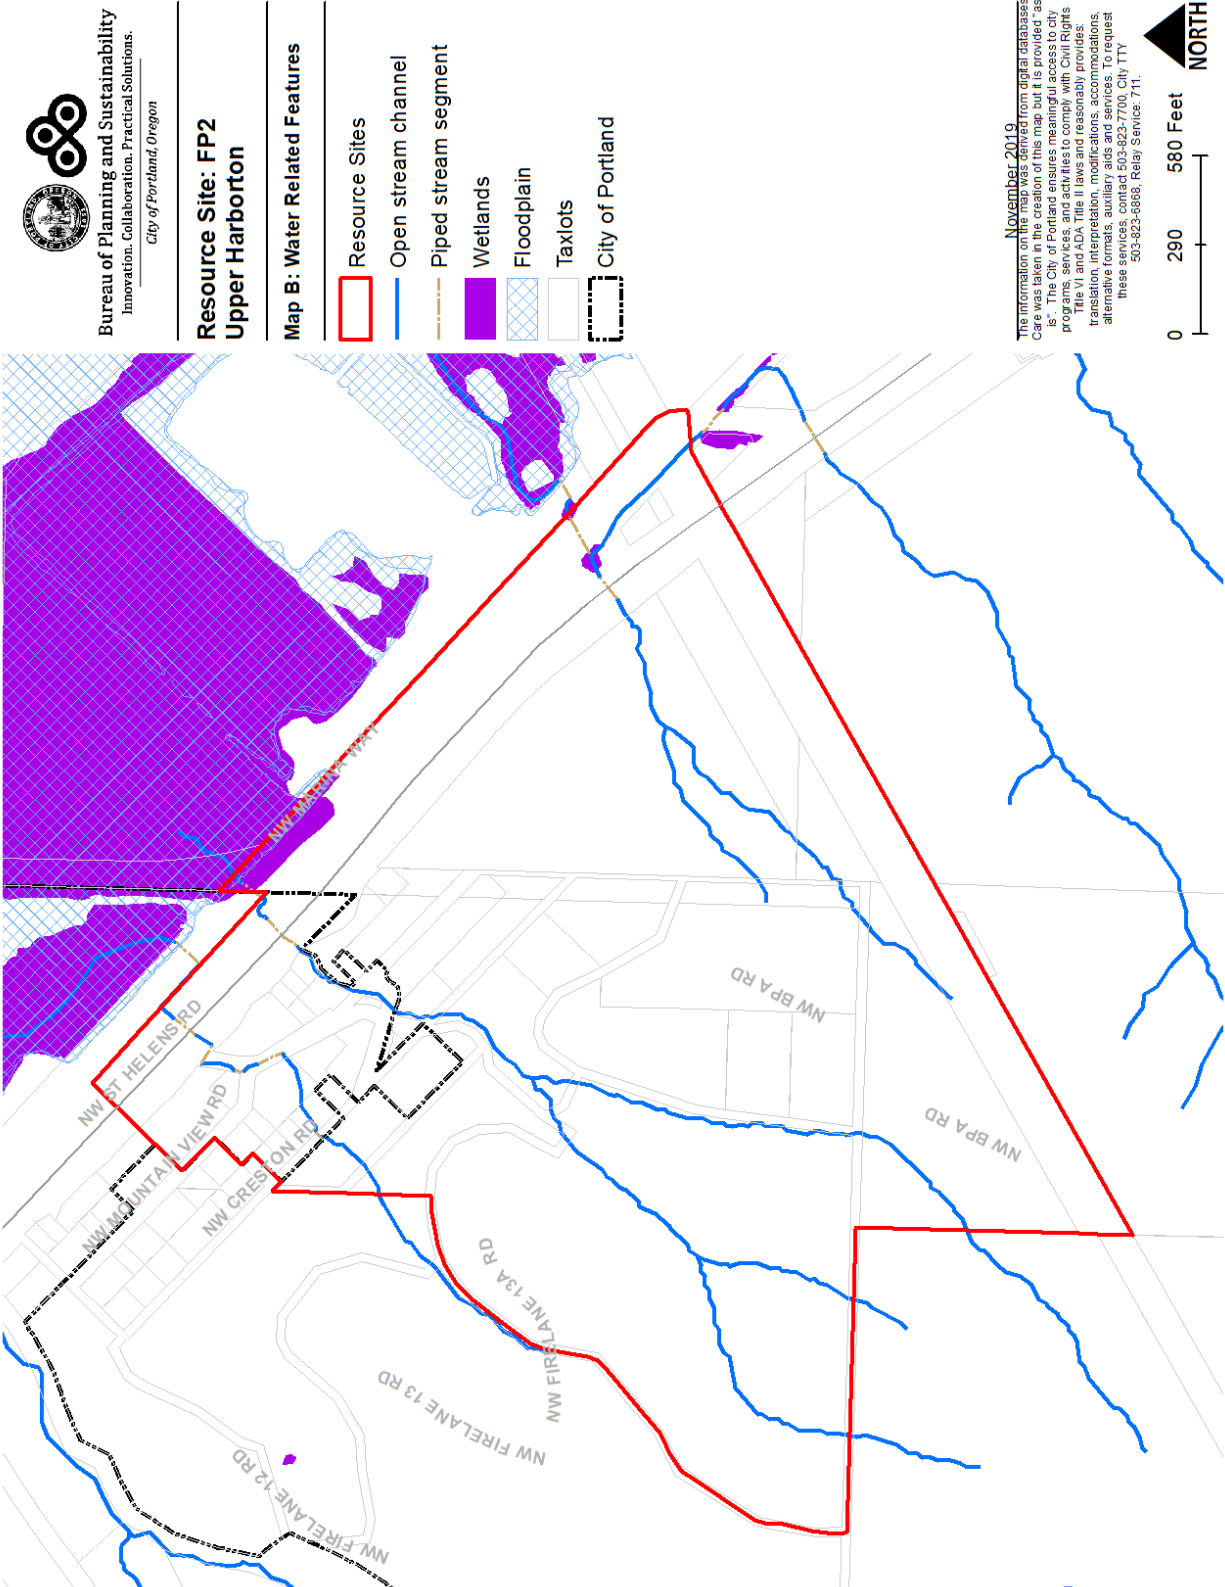 Bureau of Planning and Sustainability
Innovation. Collaboration. Practical Solutions.
City of Portland, Oregon
Resource Site: FP2
Upper Harborton
Map B: Water Related Features
Resource Sites
Open stream channel
Piped stream segment
Wetlands
Floodplain
Taxlots
City of Portland
November 2019
The information on the map was derived from digital databases
Care was taken in the creation of this map but it is provided "as
is". The City of Portland ensures meaningful access to city
programs, services, and activities to comply with Civil Rights
Title VI and ADA Title II laws and reasonably provides:
translation, interpretation, modifications, accommodations,
alternative formats, auxiliary aids and services. To request
these services, contact 503-823-7700, City TTY
503-823-6868, Relay Service: 711.
0 290 580 Feet
NORTH
NW MARINA WAY
NW ST HELENS RD
NW MOUNTAIN VIEW RD
NW CRESTON RD
NW BPA RD
NW BPA RD
NW FIRELANE 13A RD
NW FIRELANE 13 RD
NW FIRELANE 12 RD